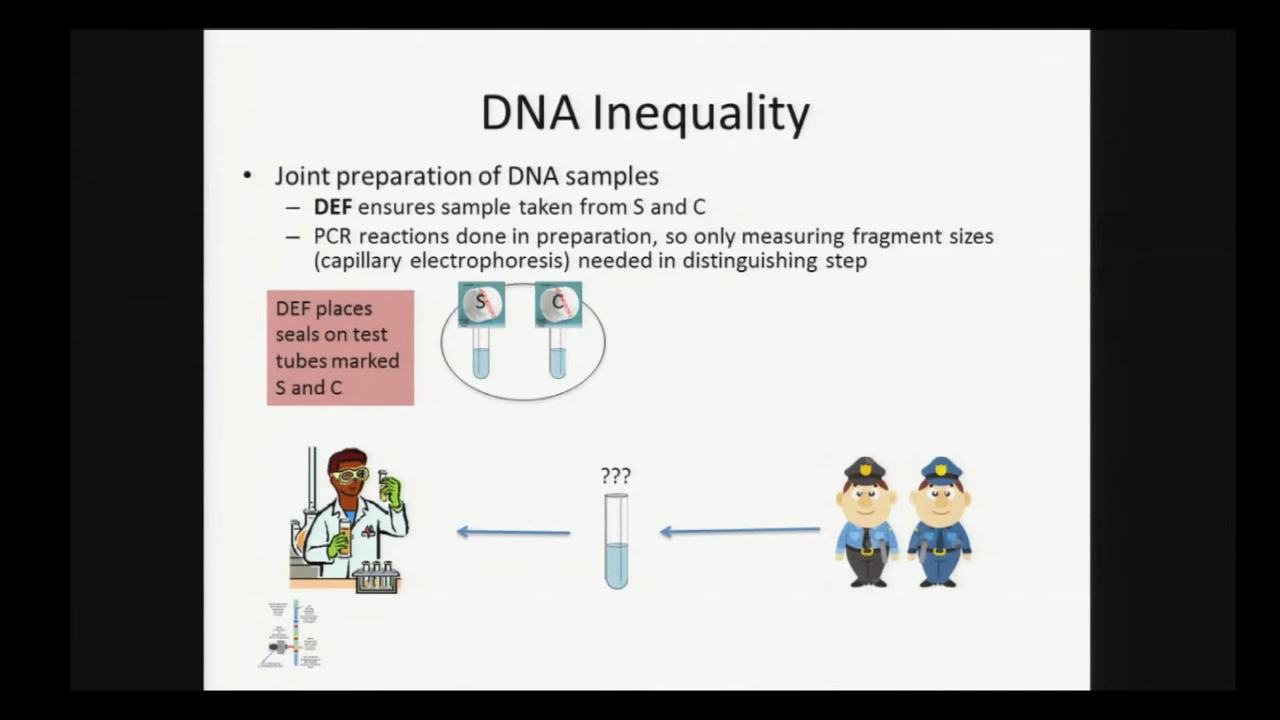 DNA Inequality
• Joint preparation of DNA samples
– DEF ensures sample taken from S and C
– PCR reactions done in preparation, so only measuring fragment sizes
(capillary electrophoresis) needed in distinguishing step
DEF places
seals on test
tubes marked
S and C
S
C
???